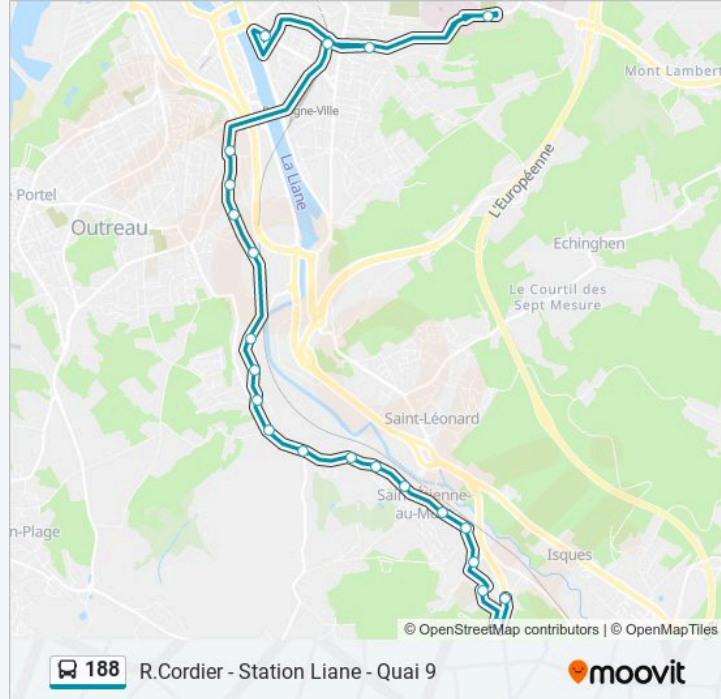 Mont Lambert
gne-Ville
La Liane
L'Européenne
e Portel
Outreau
Echinghen
Le Courtil des
Sept Mesure
Saint-Léonard
Saint-Étienne-
au-M
n-Plage
Isques
© OpenStreetMap contributors | © OpenMapTiles
188 R.Cordier - Station Liane - Quai 9
moovit